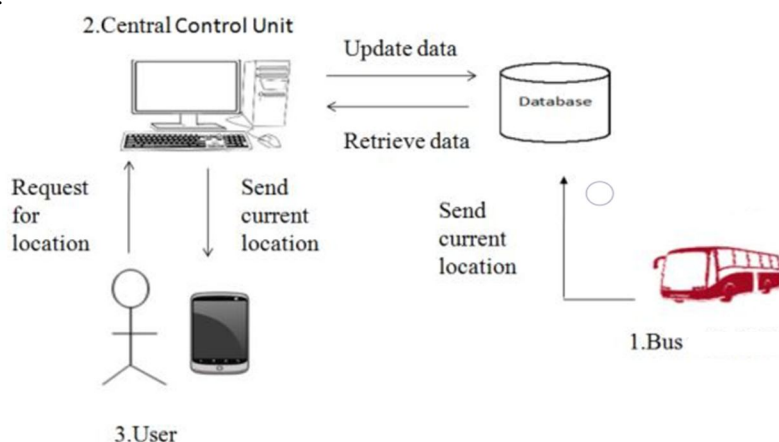 2.Central Control Unit
Update data
Database
Retrieve data
Request
for
location
Send
current
location
Send
current
location
1.Bus
3.User